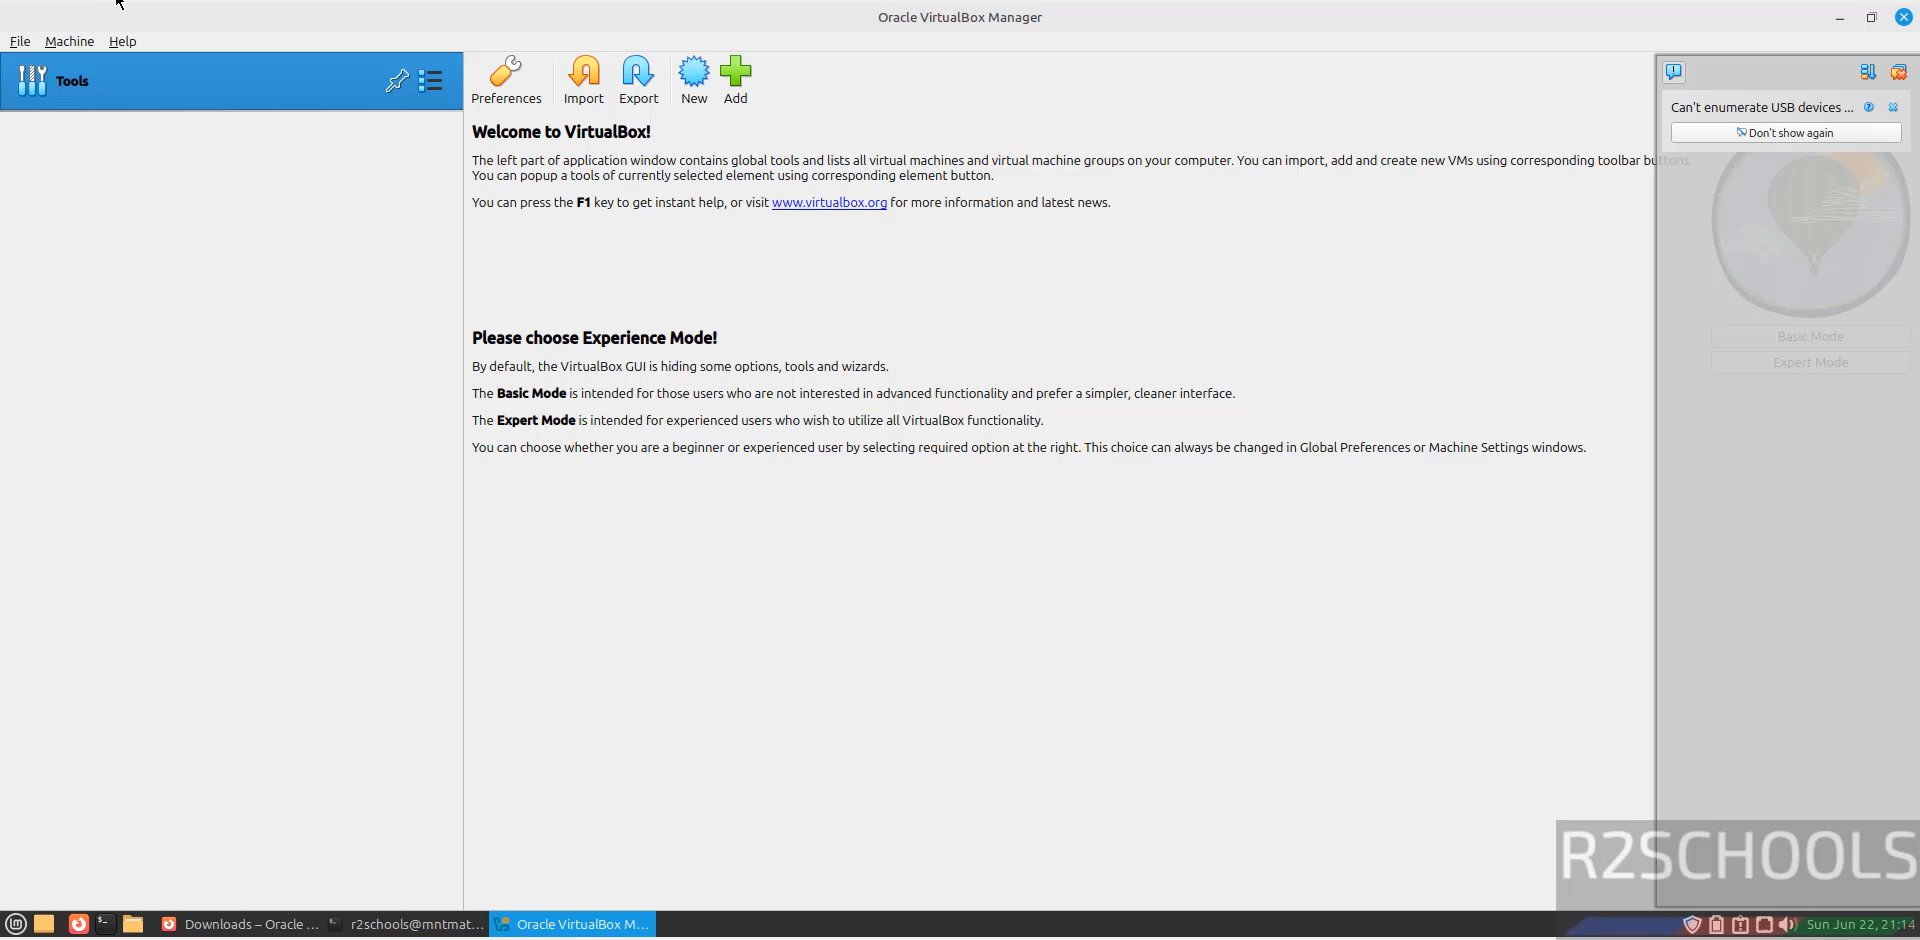 Oracle VirtualBox Manager
File Machine Help
Tools
Preferences Import Export New Add
Can't enumerate USB devices ...
Don't show again
Welcome to VirtualBox!
The left part of application window contains global tools and lists all virtual machines and virtual machine groups on your computer. You can import, add and create new VMs using corresponding toolbar buttons.
You can popup a tools of currently selected element using corresponding element button.
You can press the F1 key to get instant help, or visit www.virtualbox.org for more information and latest news.
Please choose Experience Mode!
Basic Mode
By default, the VirtualBox GUI is hiding some options, tools and wizards.
Expert Mode
The Basic Mode is intended for those users who are not interested in advanced functionality and prefer a simpler, cleaner interface.
The Expert Mode is intended for experienced users who wish to utilize all VirtualBox functionality.
You can choose whether you are a beginner or experienced user by selecting required option at the right. This choice can always be changed in Global Preferences or Machine Settings windows.
R2SCHOOLS
Downloads – Oracle ... r2schools@mntmat... Oracle VirtualBox M... Sun Jun 22, 21:14